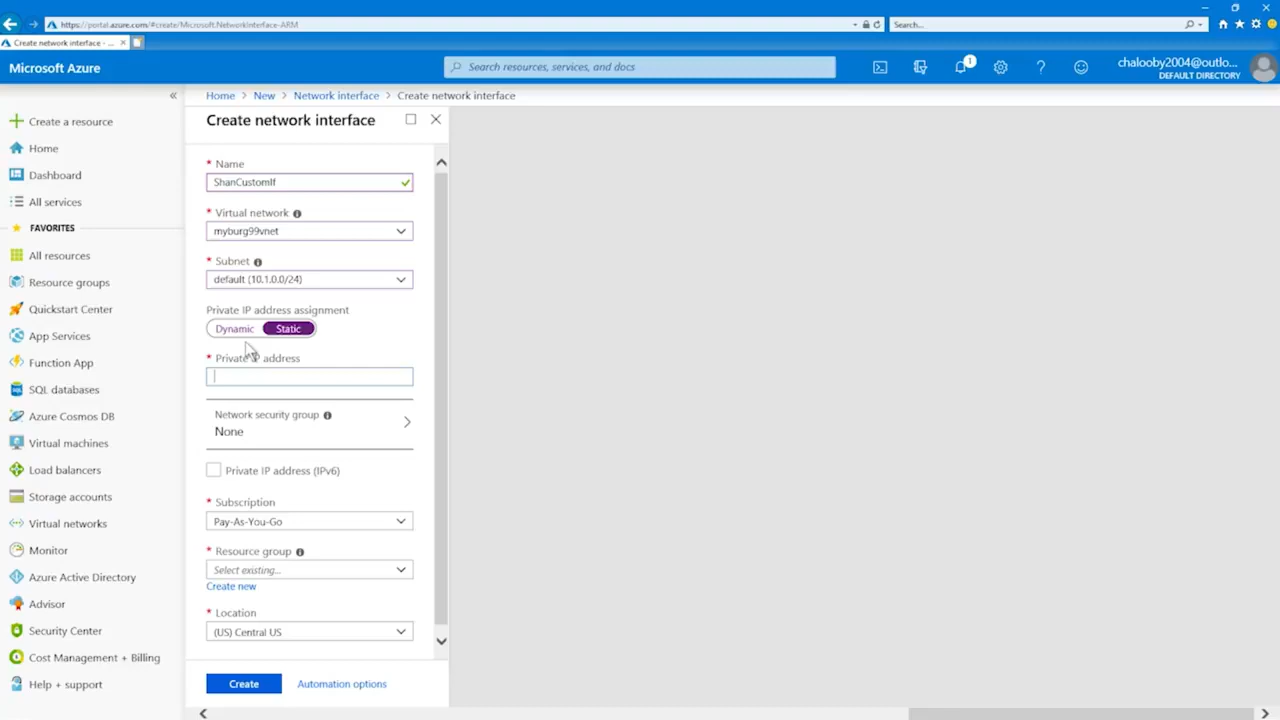 https://portal.azure.com/#create/Microsoft.NetworkInterface-ARM
Search...
Create network interface - ...
Microsoft Azure
Search resources, services, and docs
1
?
chalooby2004@outlo...
DEFAULT DIRECTORY
Home > New > Network interface > Create network interface
Create a resource
Home
Dashboard
All services
FAVORITES
All resources
Resource groups
Quickstart Center
App Services
Function App
SQL databases
Azure Cosmos DB
Virtual machines
Load balancers
Storage accounts
Virtual networks
Monitor
Azure Active Directory
Advisor
Security Center
Cost Management + Billing
Help + support
Create network interface
* Name
ShanCustomIf
* Virtual network
myburg99vnet
* Subnet
default (10.1.0.0/24)
Private IP address assignment
Dynamic Static
* Private IP address
Network security group
None
Private IP address (IPv6)
* Subscription
Pay-As-You-Go
* Resource group
Select existing...
Create new
* Location
(US) Central US
Create
Automation options